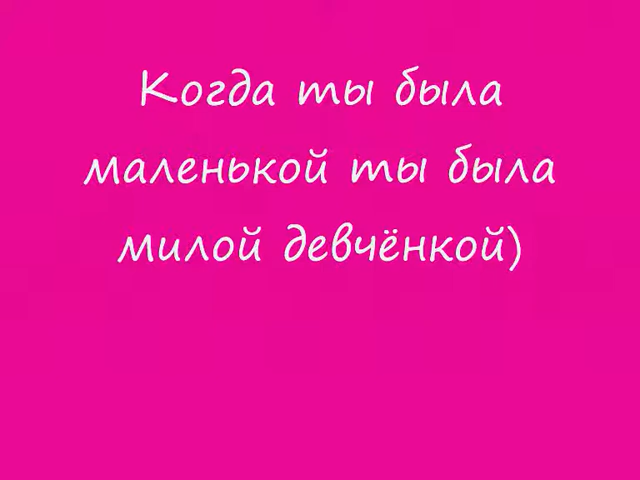 Когда ты была
маленькой ты была
милой девчёнкой)